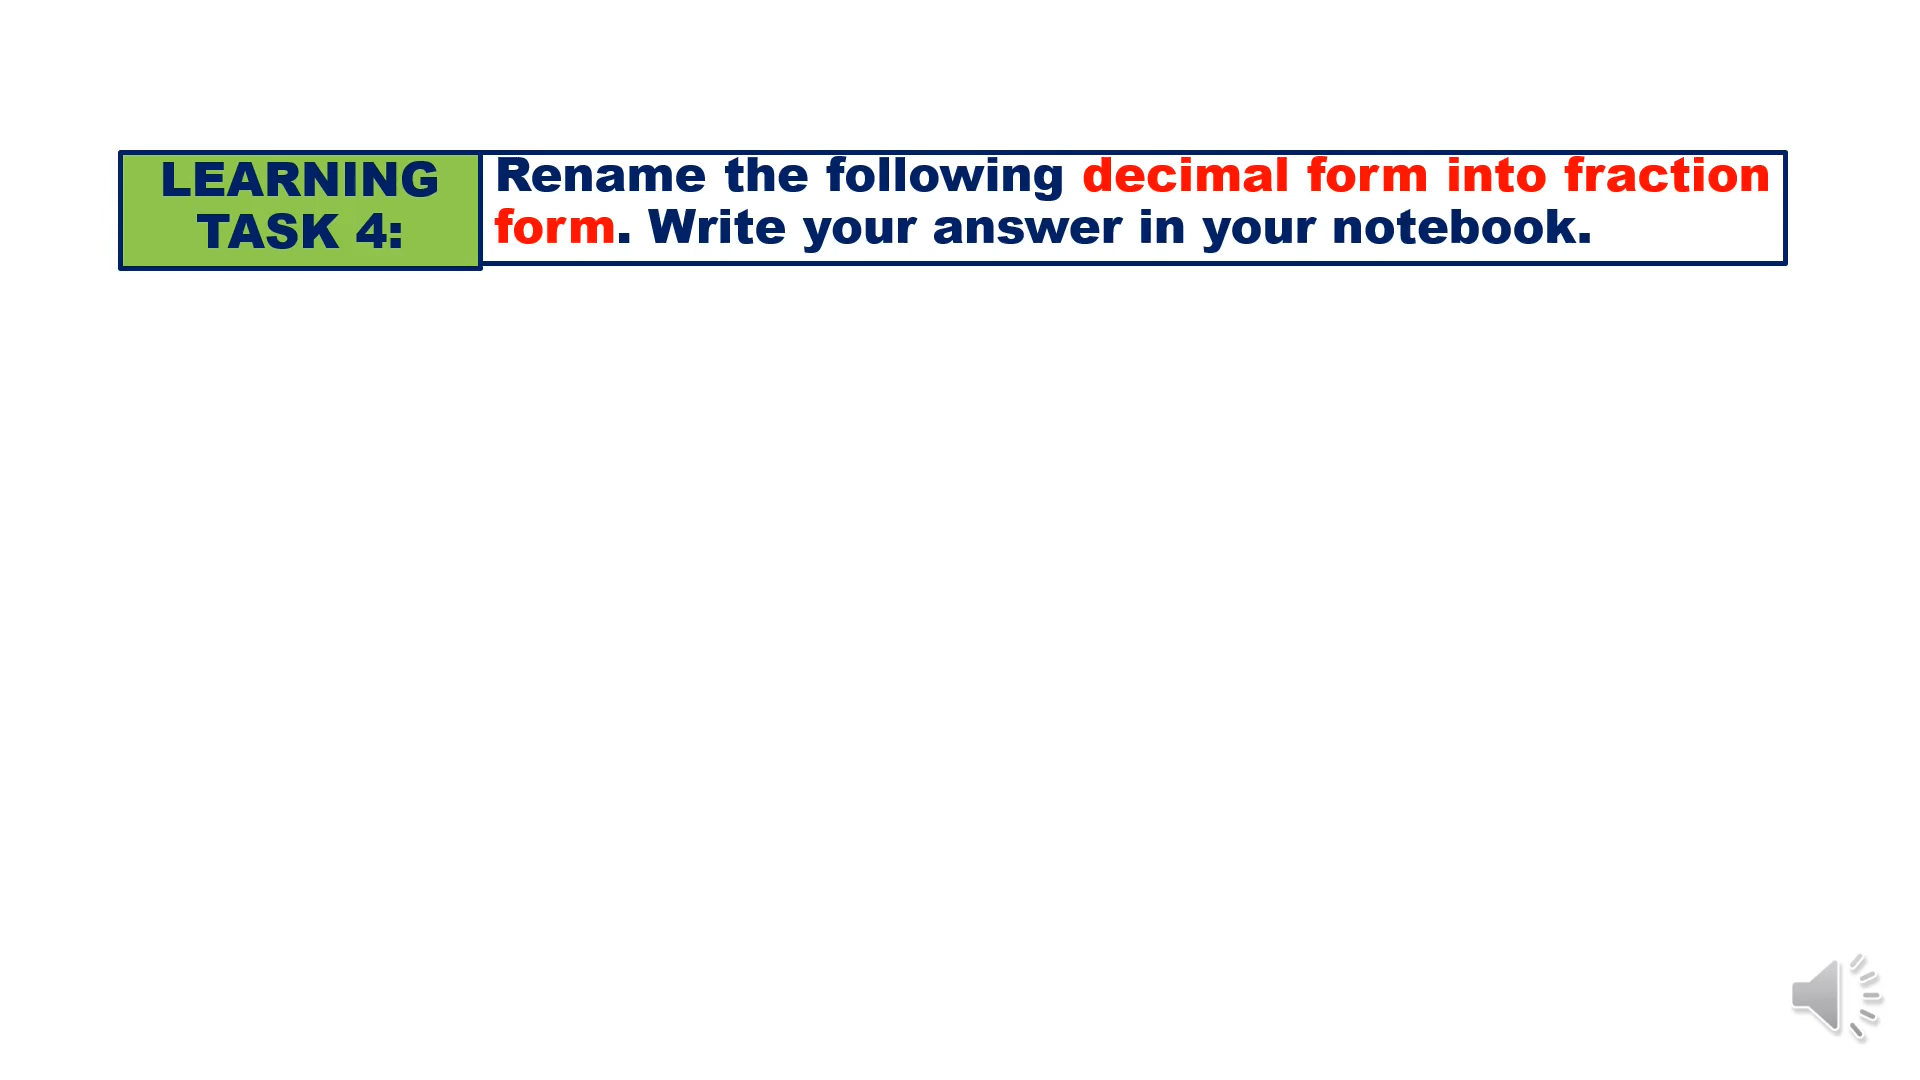 LEARNING
TASK 4:
Rename the following decimal form into fraction
form. Write your answer in your notebook.